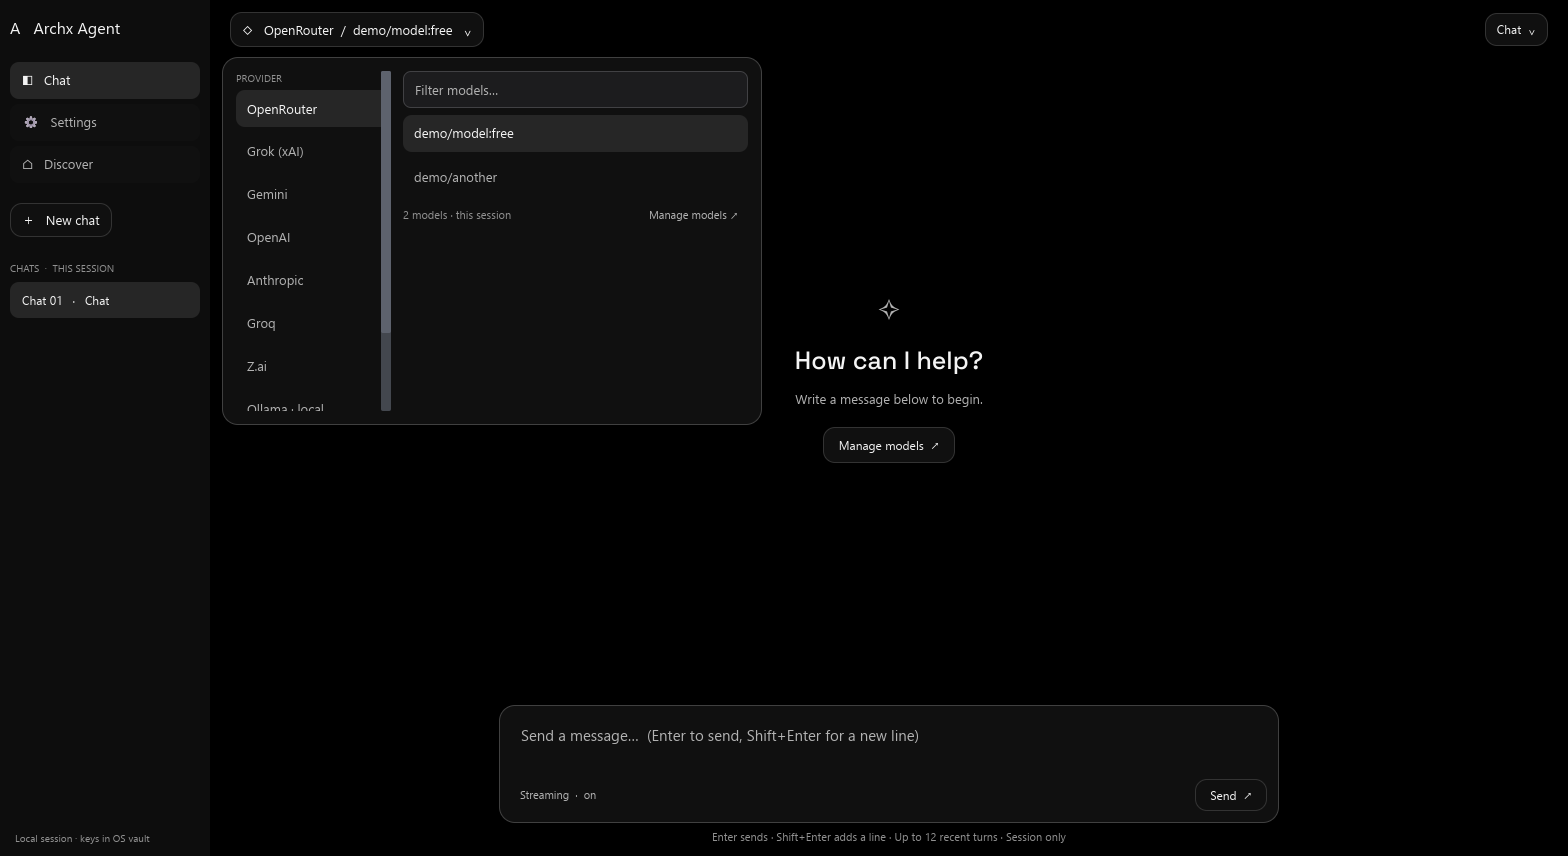 A Archx Agent
Chat
Settings
Discover
+ New chat
CHATS · THIS SESSION
Chat 01 · Chat
Local session · keys in OS vault
OpenRouter / demo/model:free
Chat
PROVIDER
OpenRouter
Grok (xAI)
Gemini
OpenAI
Anthropic
Groq
Z.ai
Ollama · local
Filter models...
demo/model:free
demo/another
2 models · this session
Manage models ↗
How can I help?
Write a message below to begin.
Manage models ↗
Send a message... (Enter to send, Shift+Enter for a new line)
Streaming · on
Send ↗
Enter sends · Shift+Enter adds a line · Up to 12 recent turns · Session only